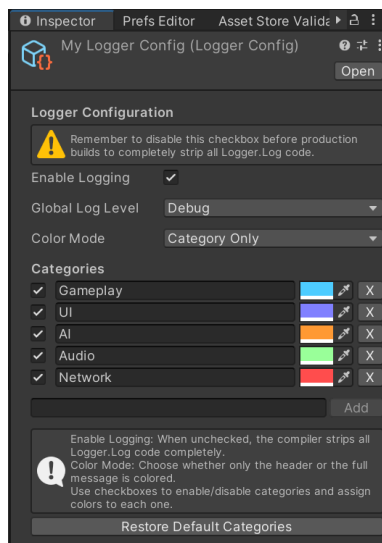 Inspector Prefs Editor Asset Store Valida
My Logger Config (Logger Config)
Open
Logger Configuration
Remember to disable this checkbox before production
builds to completely strip all Logger.Log code.
Enable Logging
Global Log Level Debug
Color Mode Category Only
Categories
Gameplay X
UI X
AI X
Audio X
Network X
Add
Enable Logging: When unchecked, the compiler strips all
Logger.Log code completely.
Color Mode: Choose whether only the header or the full
message is colored.
Use checkboxes to enable/disable categories and assign
colors to each one.
Restore Default Categories